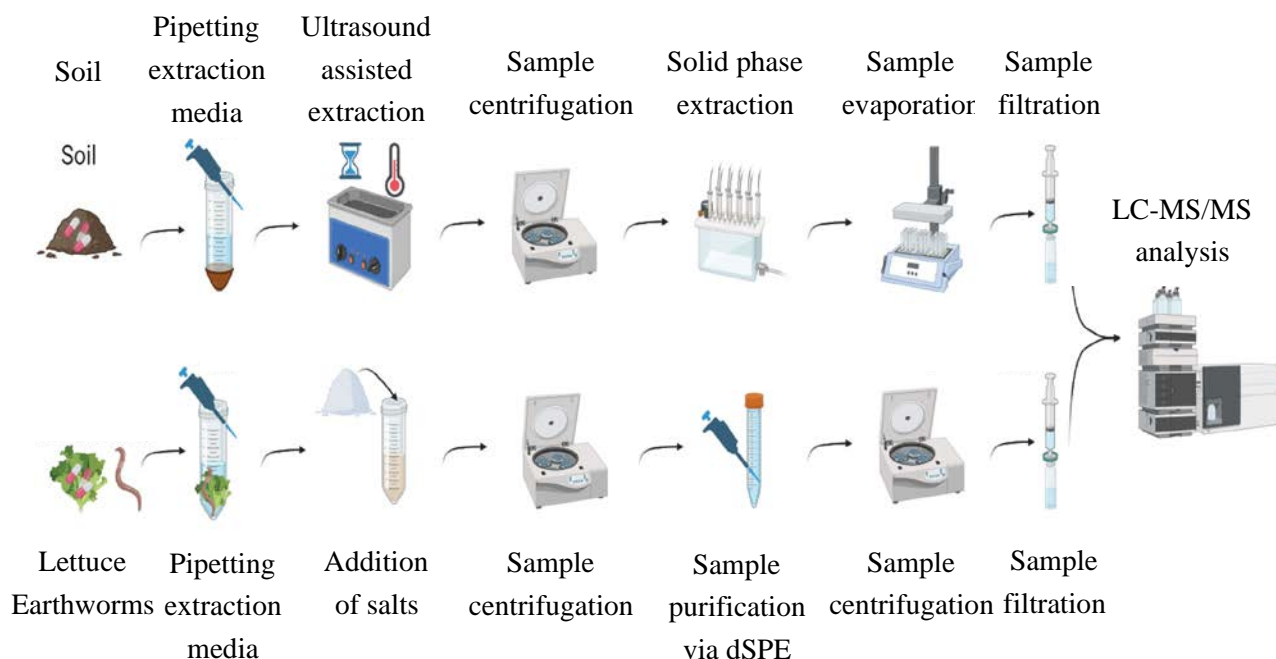 Soil
Pipetting
extraction
media
Ultrasound
assisted
extraction
Sample
centrifugation
Solid phase
extraction
Sample
evaporation
Sample
filtration
Soil
LC-MS/MS
analysis
Lettuce
Earthworms
Pipetting
extraction
media
Addition
of salts
Sample
centrifugation
Sample
purification
via dSPE
Sample
centrifugation
Sample
filtration